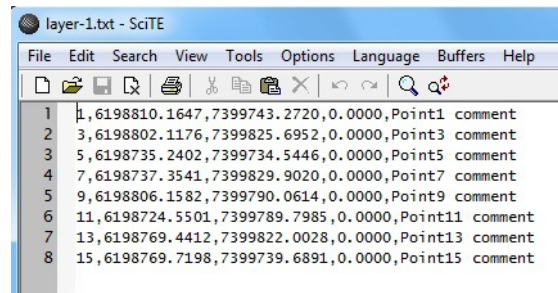 layer-1.txt - SciTE
File Edit Search View Tools Options Language Buffers Help
1 1,6198810.1647,7399743.2720,0.0000,Point1 comment
2 3,6198802.1176,7399825.6952,0.0000,Point3 comment
3 5,6198735.2402,7399734.5446,0.0000,Point5 comment
4 7,6198737.3541,7399829.9020,0.0000,Point7 comment
5 9,6198806.1582,7399790.0614,0.0000,Point9 comment
6 11,6198724.5501,7399789.7985,0.0000,Point11 comment
7 13,6198769.4412,7399822.0028,0.0000,Point13 comment
8 15,6198769.7198,7399739.6891,0.0000,Point15 comment